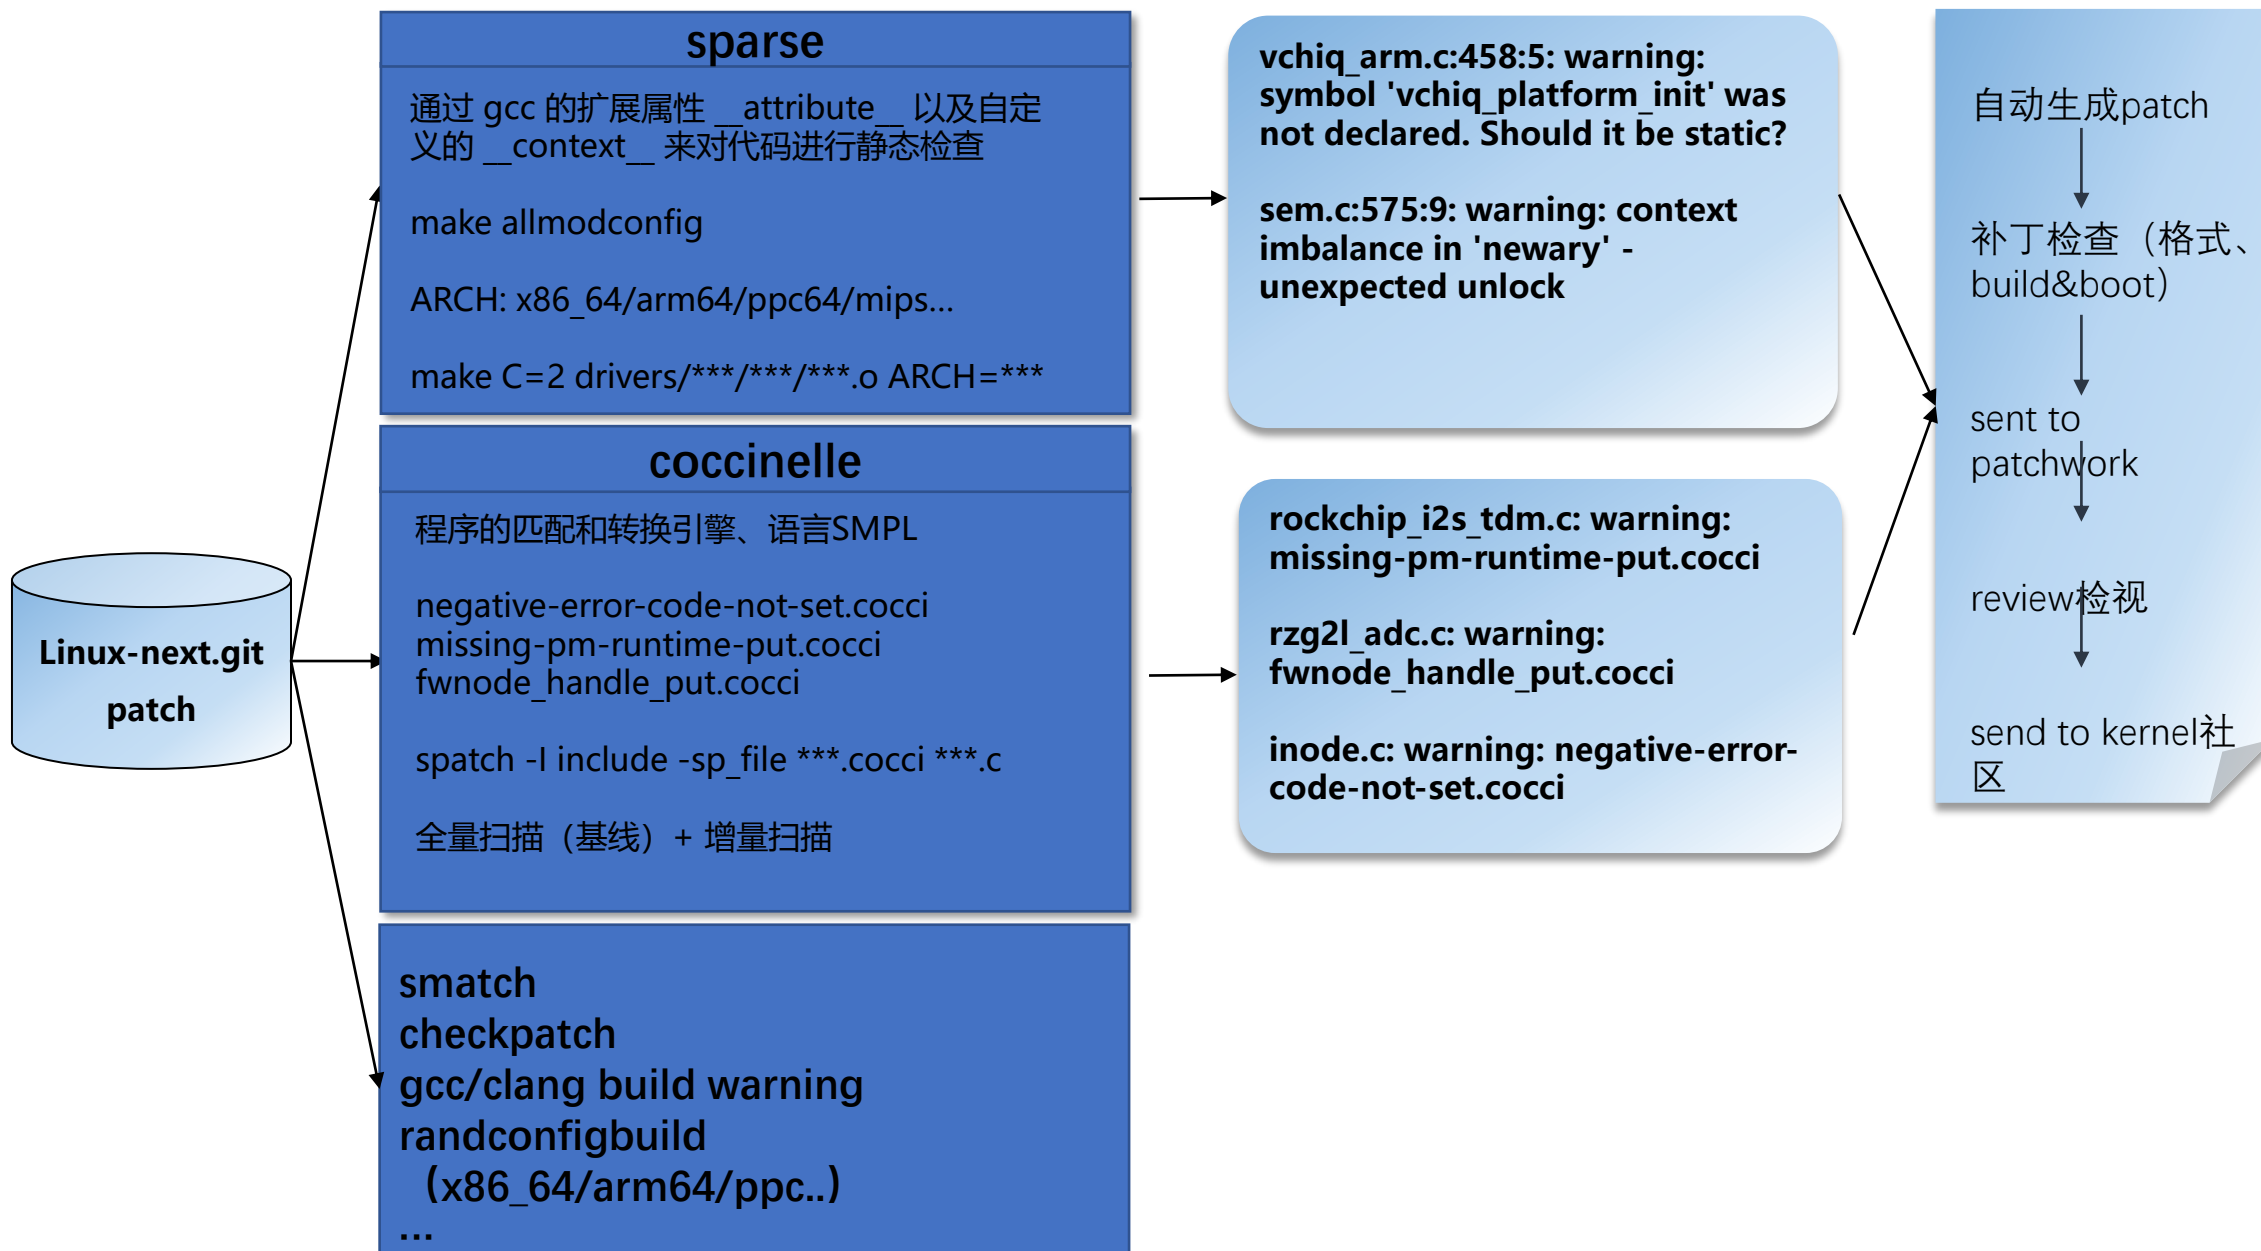 Linux-next.git
patch
sparse
通过 gcc 的扩展属性 __attribute__ 以及自定
义的 __context__ 来对代码进行静态检查
make allmodconfig
ARCH: x86_64/arm64/ppc64/mips...
make C=2 drivers/***/***/***.o ARCH=***
coccinelle
程序的匹配和转换引擎、语言SMPL
negative-error-code-not-set.cocci
missing-pm-runtime-put.cocci
fwnode_handle_put.cocci
spatch -I include -sp_file ***.cocci ***.c
全量扫描（基线）+ 增量扫描
smatch
checkpatch
gcc/clang build warning
randconfigbuild
（x86_64/arm64/ppc..）
...
vchiq_arm.c:458:5: warning:
symbol 'vchiq_platform_init' was
not declared. Should it be static?
sem.c:575:9: warning: context
imbalance in 'newary' -
unexpected unlock
rockchip_i2s_tdm.c: warning:
missing-pm-runtime-put.cocci
rzg2l_adc.c: warning:
fwnode_handle_put.cocci
inode.c: warning: negative-error-
code-not-set.cocci
自动生成patch
补丁检查（格式、
build&boot）
sent to
patchwork
review检视
send to kernel社
区